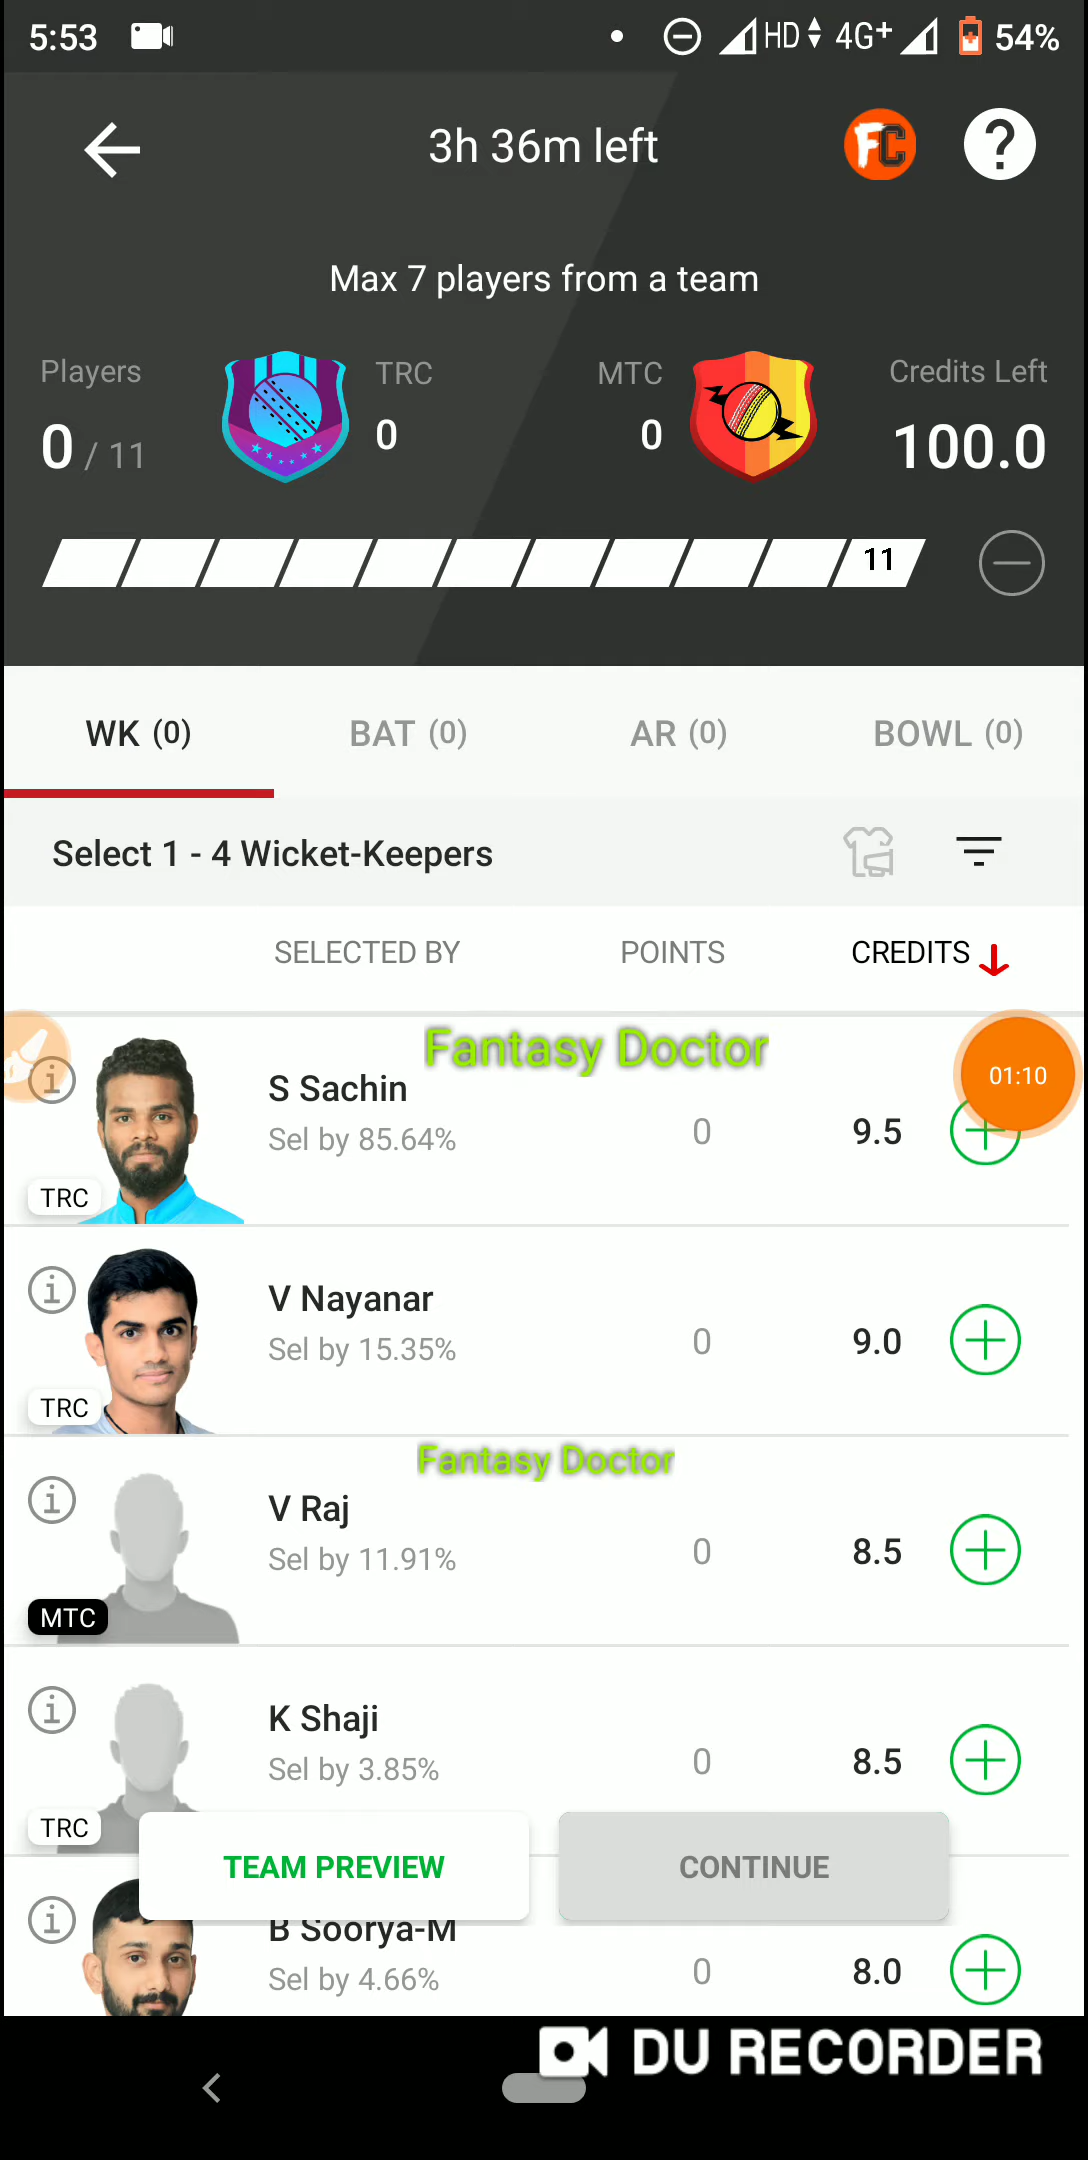 5:53 HD 4G+ 54%
3h 36m left FC ?
Max 7 players from a team
Players TRC MTC Credits Left
0 / 11 0 0 100.0
11
WK (0) BAT (0) AR (0) BOWL (0)
Select 1 - 4 Wicket-Keepers
SELECTED BY POINTS CREDITS
Fantasy Doctor
S Sachin
01:10
Sel by 85.64% 0 9.5
TRC
V Nayanar
Sel by 15.35% 0 9.0
TRC
Fantasy Doctor
V Raj
Sel by 11.91% 0 8.5
MTC
K Shaji
Sel by 3.85% 0 8.5
TRC
TEAM PREVIEW CONTINUE
B Soorya-M
Sel by 4.66% 0 8.0
DU RECORDER